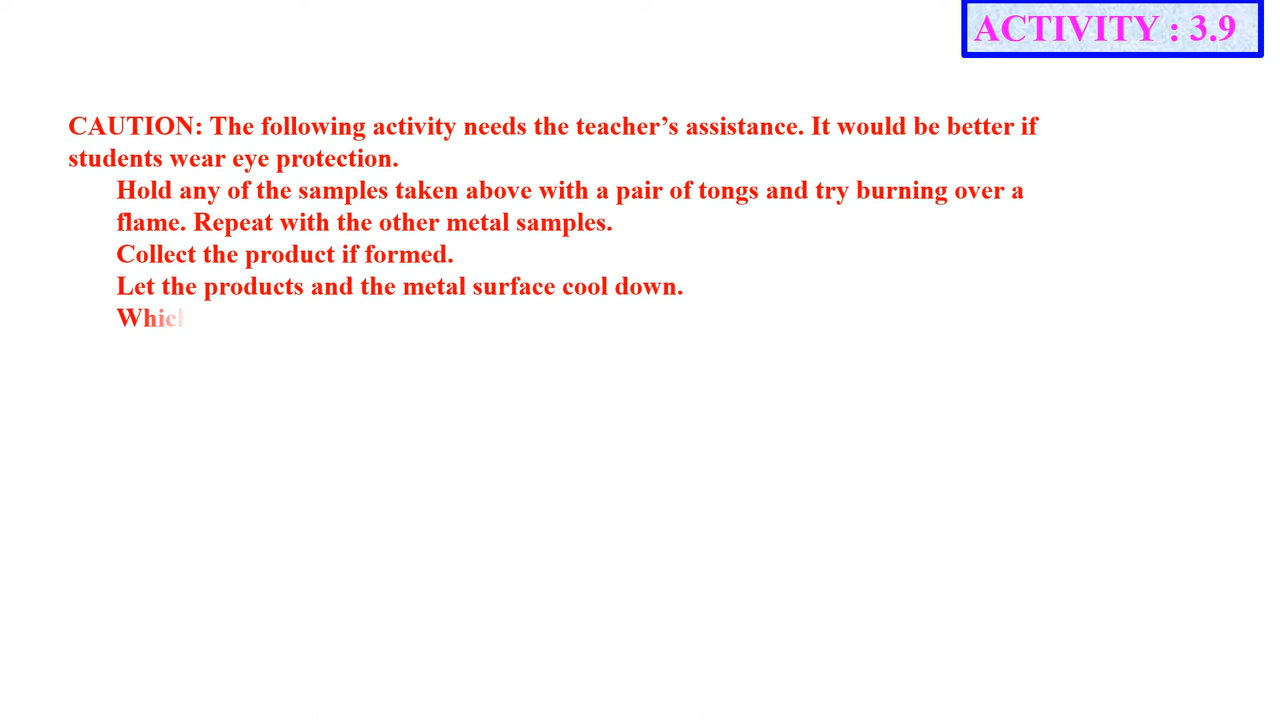 ACTIVITY : 3.9
CAUTION: The following activity needs the teacher’s assistance. It would be better if
students wear eye protection.
Hold any of the samples taken above with a pair of tongs and try burning over a
flame. Repeat with the other metal samples.
Collect the product if formed.
Let the products and the metal surface cool down.
Which